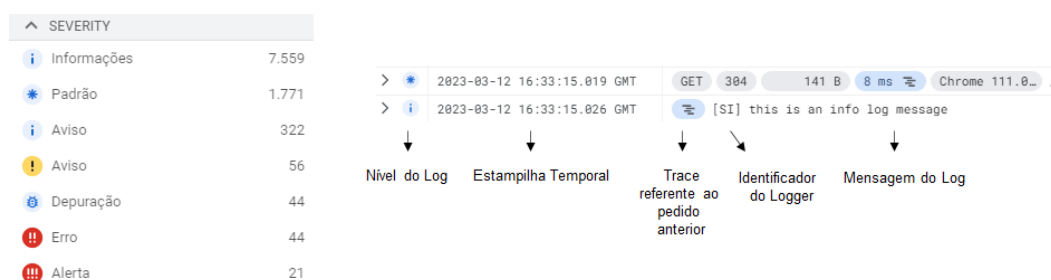 SEVERITY
Informações 7.559
Padrão 1.771
Aviso 322
Aviso 56
Depuração 44
Erro 44
Alerta 21
2023-03-12 16:33:15.019 GMT GET 304 141 B 8 ms Chrome 111.0…
2023-03-12 16:33:15.026 GMT [SI] this is an info log message
Nível do Log
Estampilha Temporal
Trace
referente ao
pedido
anterior
Identificador
do Logger
Mensagem do Log